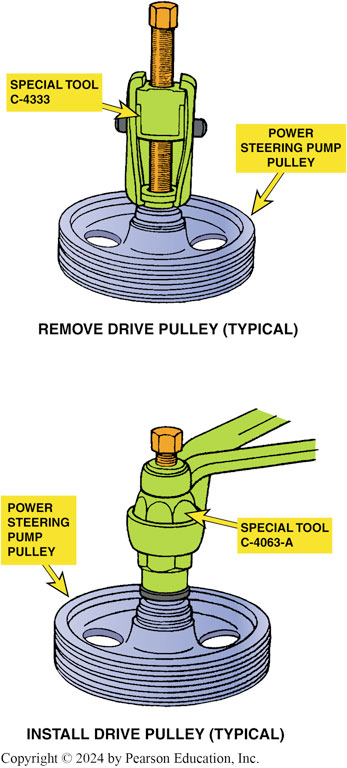 SPECIAL TOOL
C-4333
POWER
STEERING PUMP
PULLEY
REMOVE DRIVE PULLEY (TYPICAL)
POWER
STEERING
PUMP
PULLEY
SPECIAL TOOL
C-4063-A
INSTALL DRIVE PULLEY (TYPICAL)
Copyright © 2024 by Pearson Education, Inc.